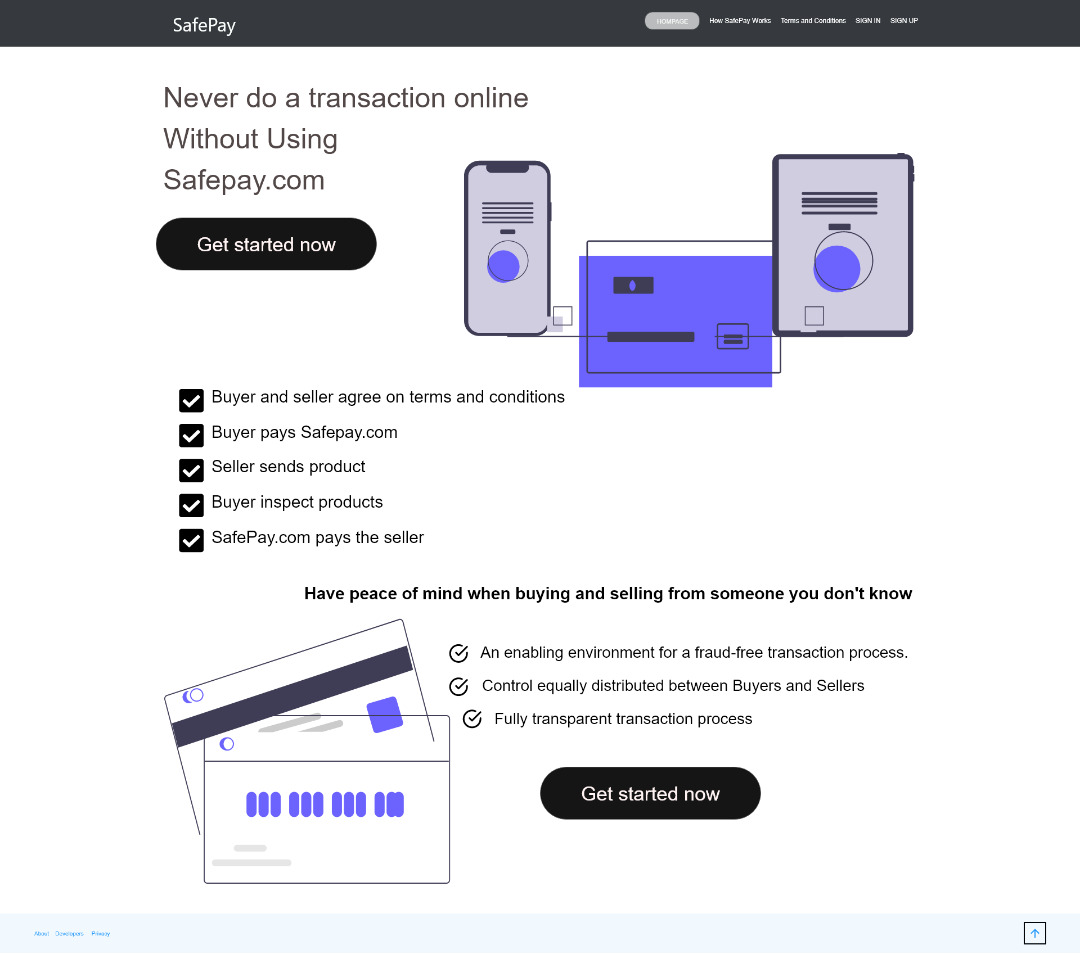 SafePay
HOMPAGE How SafePay Works Terms and Conditions SIGN IN SIGN UP
Never do a transaction online
Without Using
Safepay.com
Get started now
Buyer and seller agree on terms and conditions
Buyer pays Safepay.com
Seller sends product
Buyer inspect products
SafePay.com pays the seller
Have peace of mind when buying and selling from someone you don't know
An enabling environment for a fraud-free transaction process.
Control equally distributed between Buyers and Sellers
Fully transparent transaction process
Get started now
About Developers Privacy